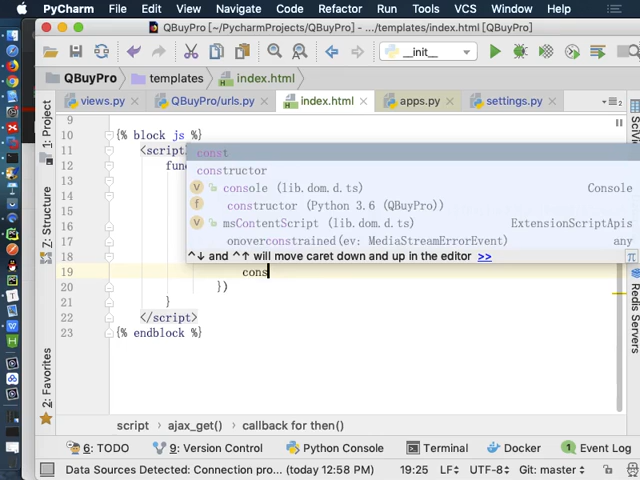 PyCharm File Edit View Navigate Code Refactor Run Tools VCS Window Help
QBuyPro [~/PycharmProjects/QBuyPro] - .../templates/index.html [QBuyPro]
__init__
QBuyPro templates index.html
views.py QBuyPro/urls.py index.html apps.py settings.py
1: Project
7: Structure
2: Favorites
9
10 {% block js %}
11 <script
12 func
13
14
15
16
17
18
19 cons
20 })
21 }
22 </script>
23 {% endblock %}
const
constructor
console (lib.dom.d.ts) Console
constructor (Python 3.6 (QBuyPro))
msContentScript (lib.dom.d.ts) ExtensionScriptApis
onoverconstrained(ev: MediaStreamErrorEvent) any
^↓ and ^↑ will move caret down and up in the editor >>
SciV
Redis Servers
script ajax_get() callback for then()
6: TODO 9: Version Control Python Console Terminal Docker 1 Event Log
Data Sources Detected: Connection pro... (today 12:58 PM) 19:25 LF UTF-8 Git: master